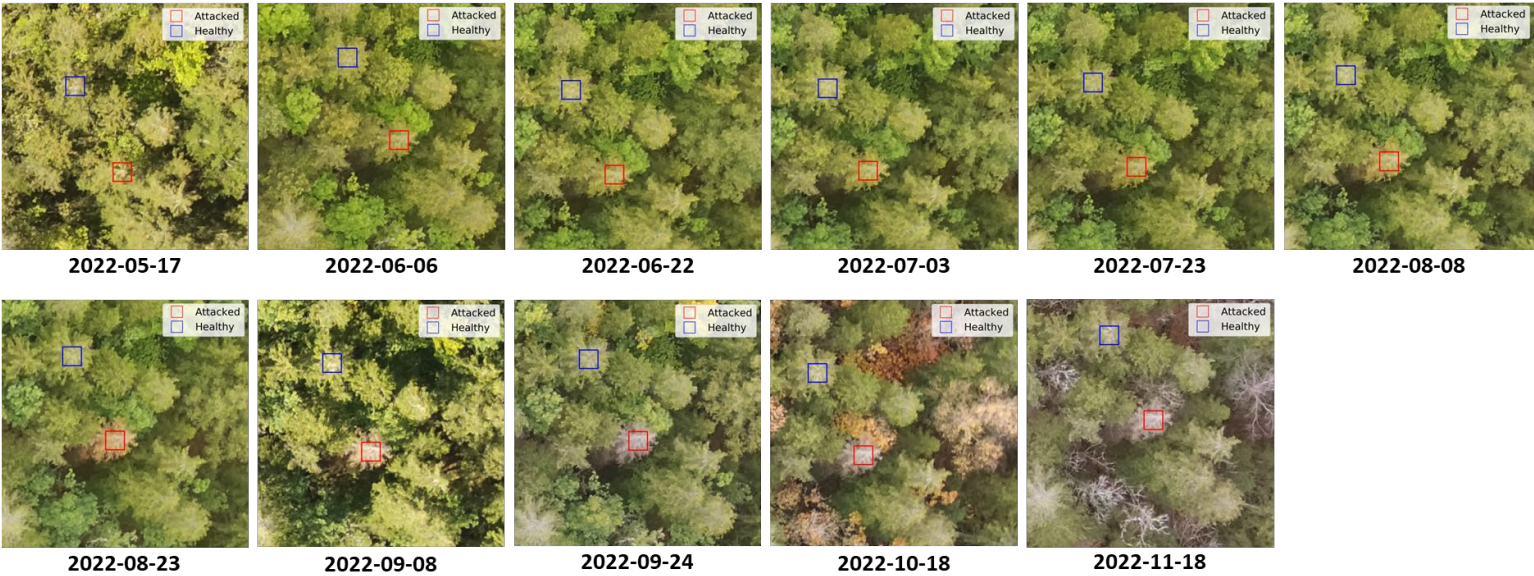 Attacked
Healthy
Attacked
Healthy
Attacked
Healthy
Attacked
Healthy
Attacked
Healthy
Attacked
Healthy
2022-05-17
2022-06-06
2022-06-22
2022-07-03
2022-07-23
2022-08-08
Attacked
Healthy
Attacked
Healthy
Attacked
Healthy
Attacked
Healthy
Attacked
Healthy
2022-08-23
2022-09-08
2022-09-24
2022-10-18
2022-11-18